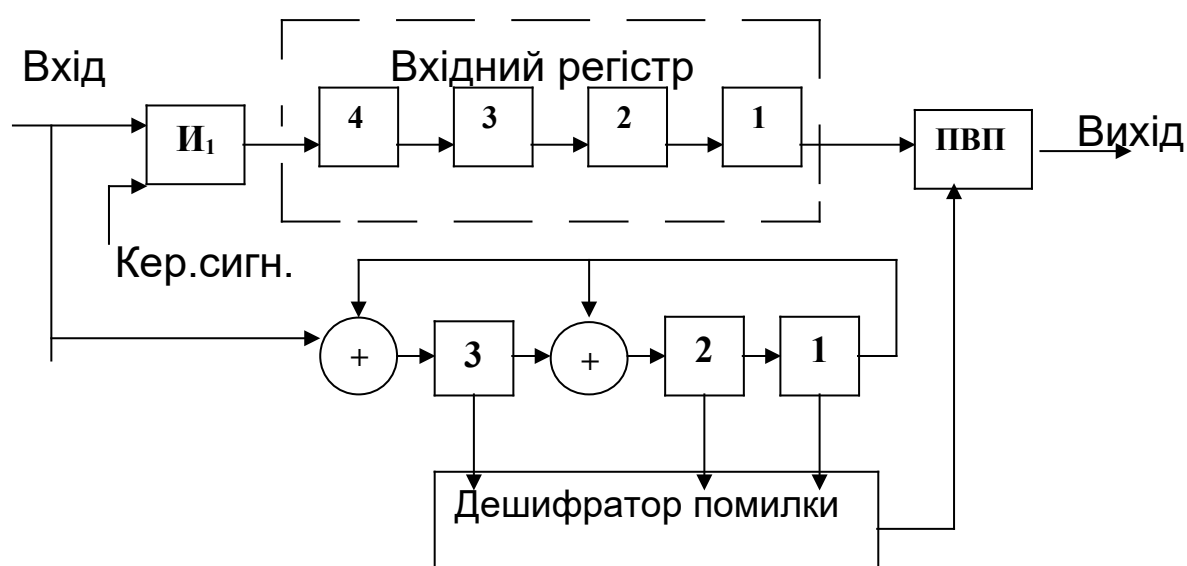 Вхід
Вхідний регістр
И₁
4
3
2
1
ПВП
Вихід
Кер.сигн.
+
3
+
2
1
Дешифратор помилки